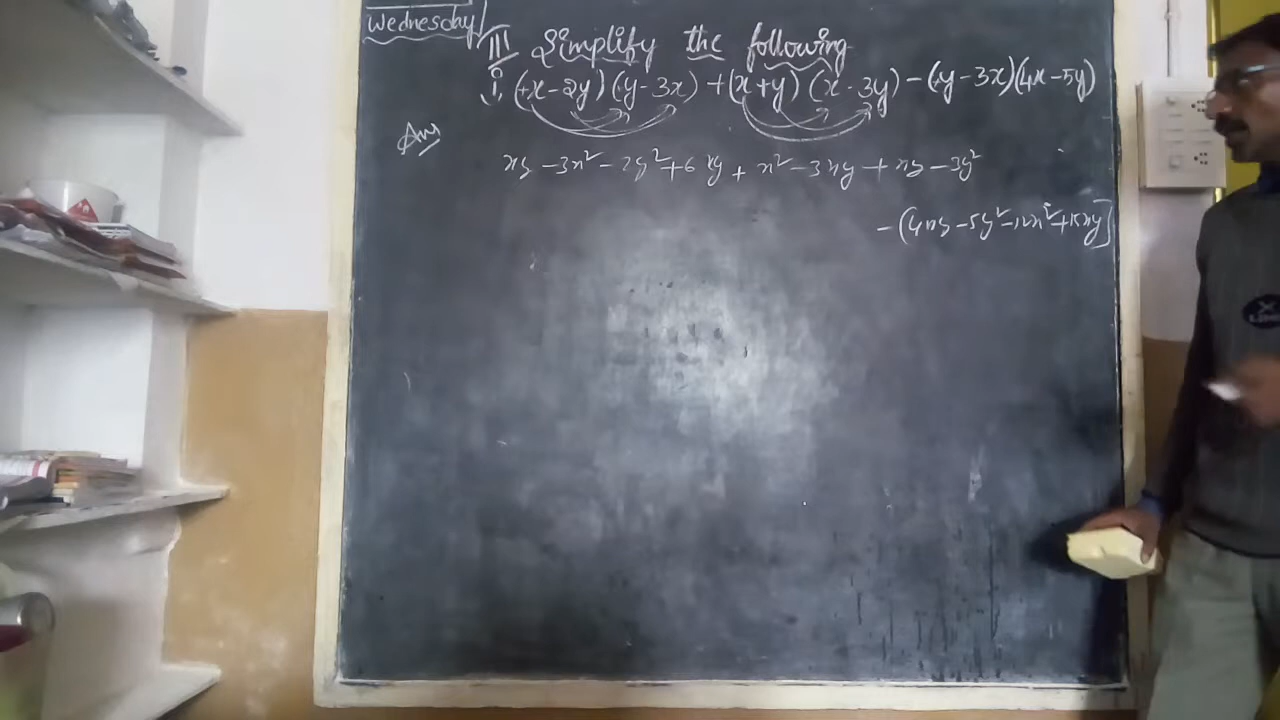 Wednesday
III Simplify the following
i, (+x-2y) (y-3x) + (x+y) (x-3y) - (y-3x)(4x-5y)
Ans
xy - 3x² - 2y² + 6xy + x² - 3xy + xy - 3y²
- (4xy - 5y² - 12x² + 15xy]